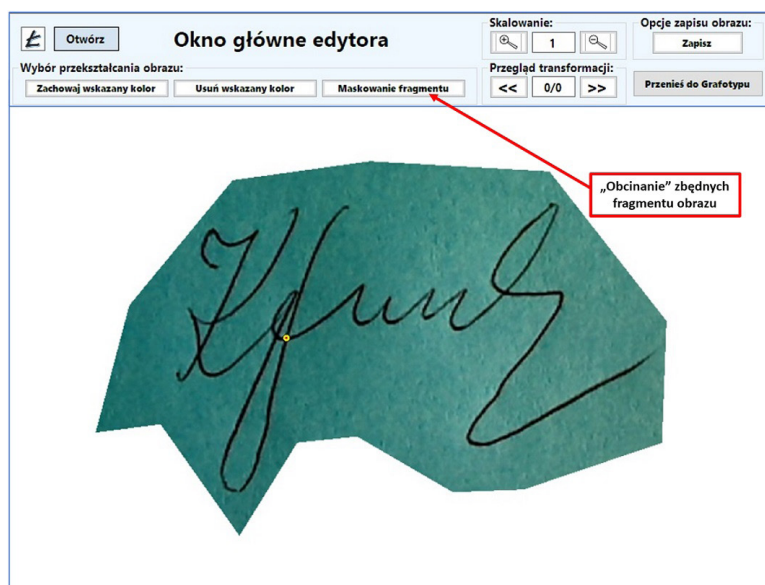 Otwórz
Okno główne edytora
Skalowanie:
1
Opcje zapisu obrazu:
Zapisz
Wybór przekształcania obrazu:
Zachowaj wskazany kolor
Usuń wskazany kolor
Maskowanie fragmentu
Przegląd transformacji:
<<
0/0
>>
Przenieś do Grafotypu
„Obcinanie” zbędnych
fragmentu obrazu